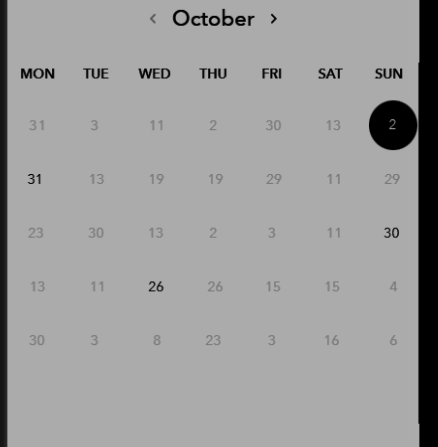 ‹ October ›
MON TUE WED THU FRI SAT SUN
31 3 11 2 30 13 2
31 13 19 19 29 11 29
23 30 13 2 3 11 30
13 11 26 26 15 15 4
30 3 8 23 3 16 6